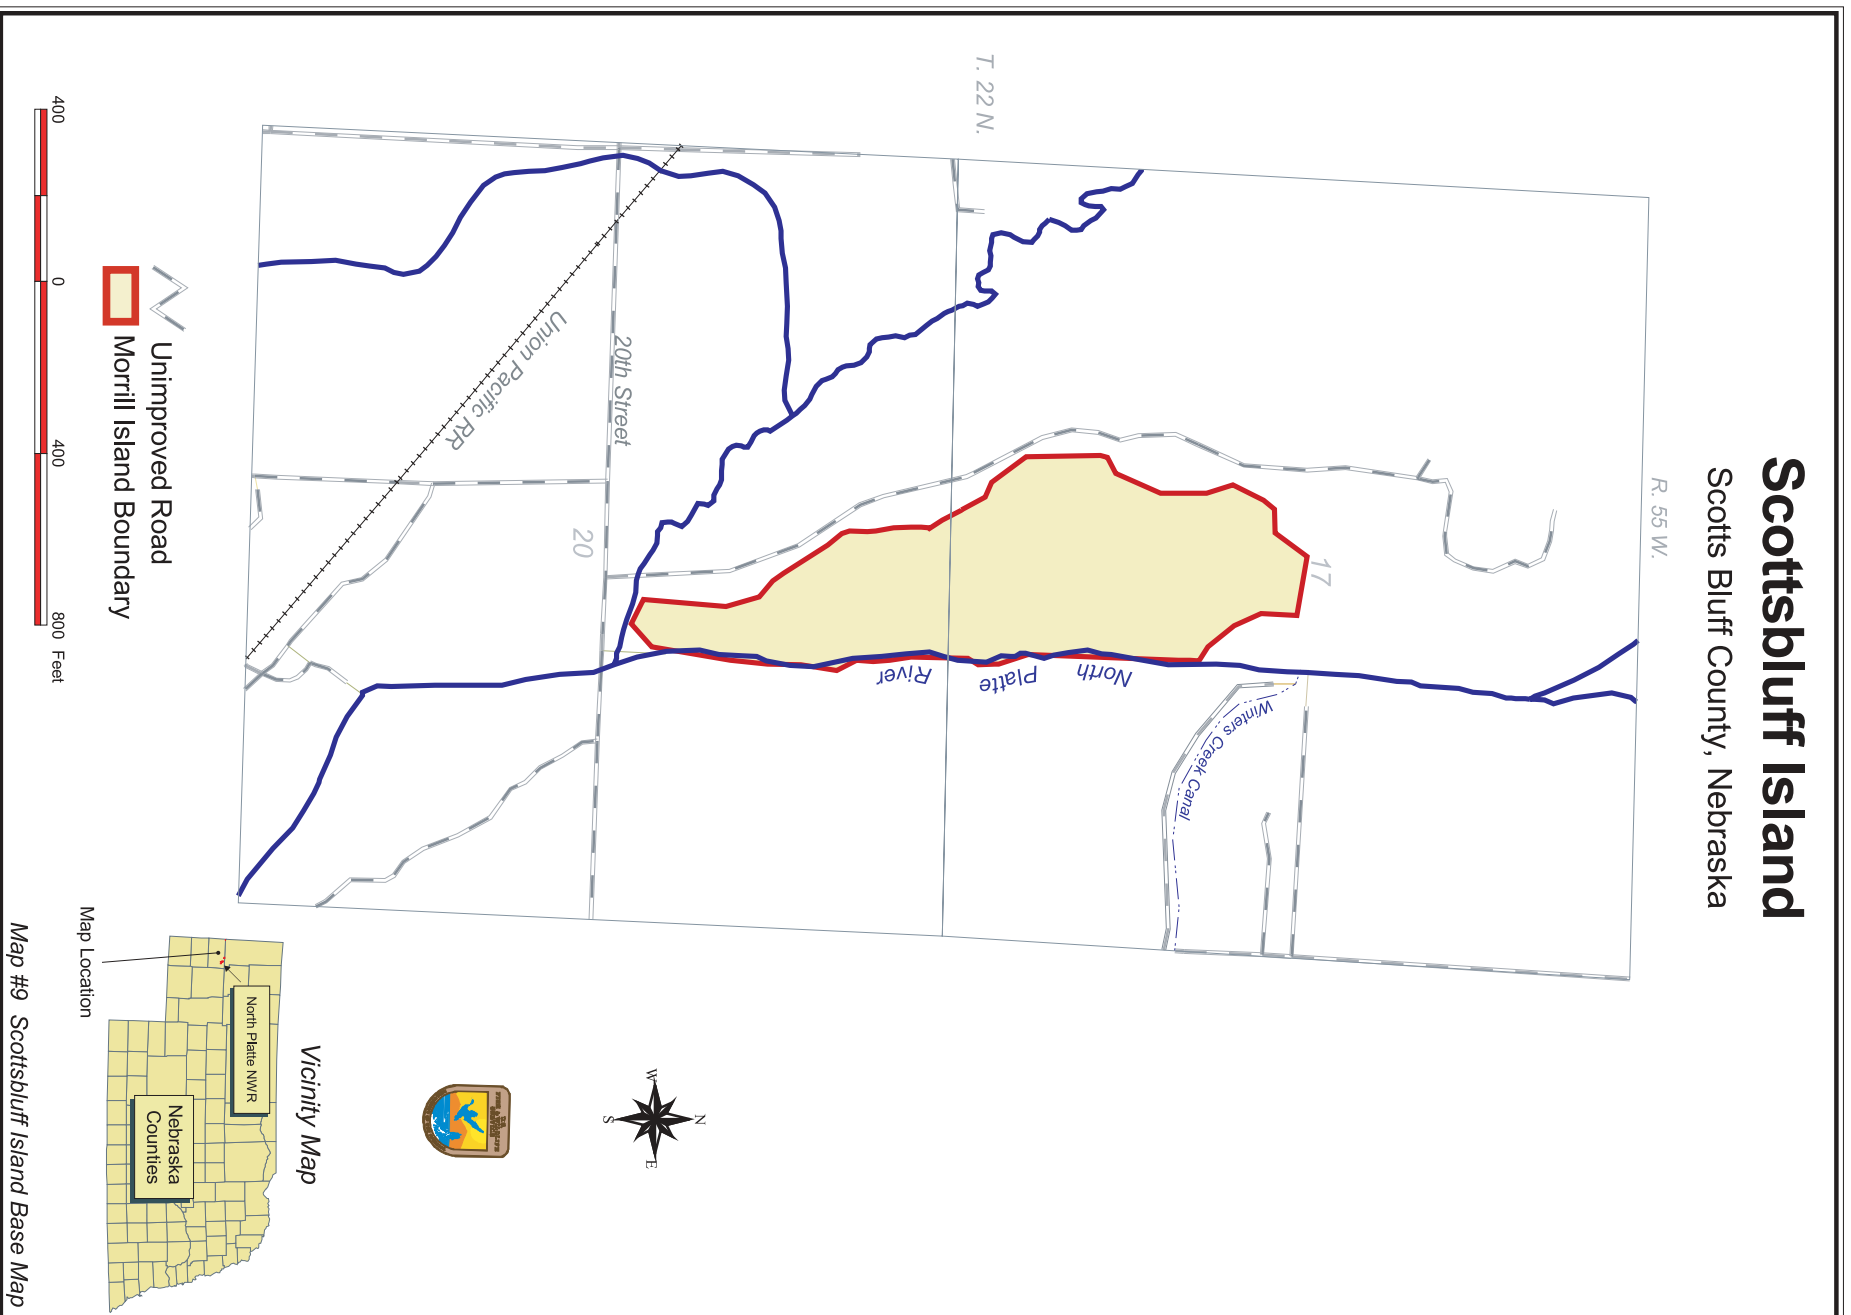 Scottsbluff Island
Scotts Bluff County, Nebraska
R. 55 W.
T. 22 N.
17
20
North
Platte
River
Winters Creek Canal
20th Street
Union Pacific RR
Unimproved Road
Morrill Island Boundary
400 0 400 800 Feet
N
W
E
S
Vicinity Map
North Platte NWR
Nebraska
Counties
Map Location
Map #9 Scottsbluff Island Base Map